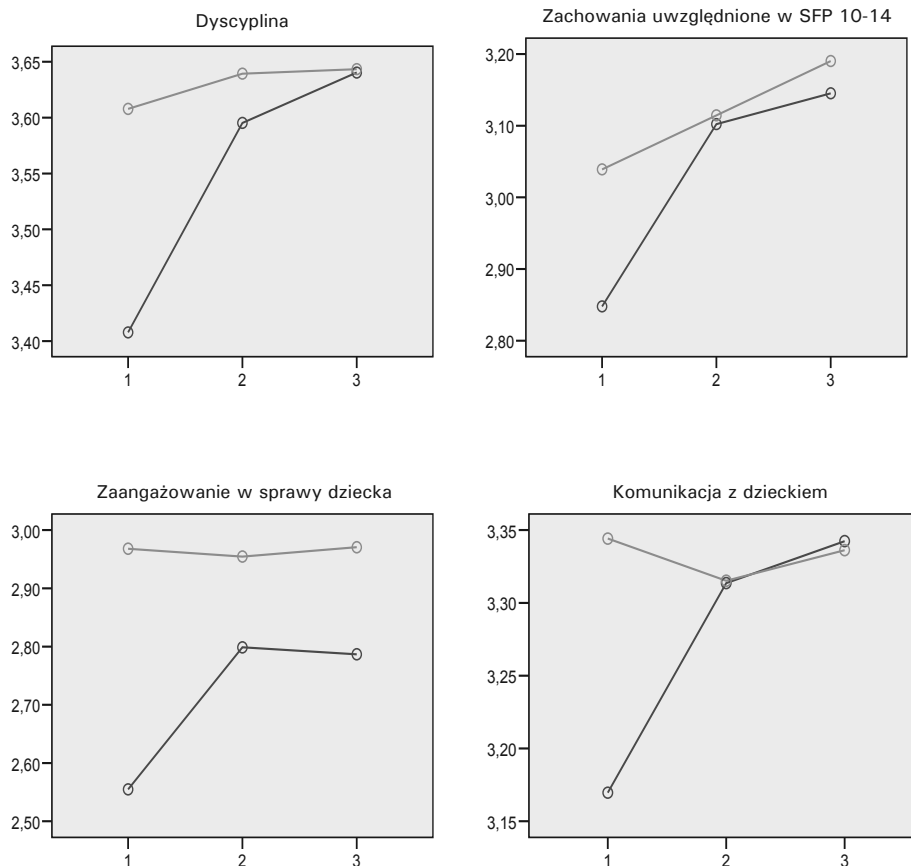 Dyscyplina
3,65
3,60
3,55
3,50
3,45
3,40
1 2 3
Zachowania uwzględnione w SFP 10-14
3,20
3,10
3,00
2,90
2,80
1 2 3
Zaangażowanie w sprawy dziecka
3,00
2,90
2,80
2,70
2,60
2,50
1 2 3
Komunikacja z dzieckiem
3,35
3,30
3,25
3,20
3,15
1 2 3